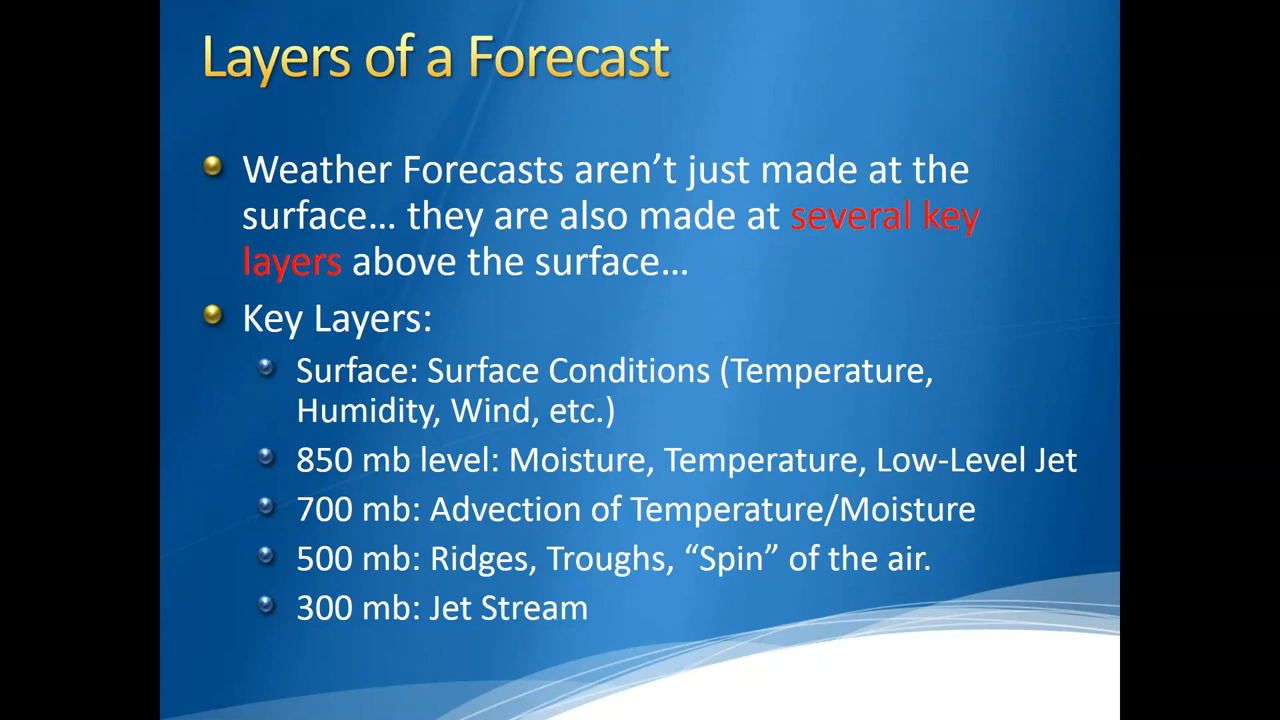 Layers of a Forecast
Weather Forecasts aren’t just made at the
surface… they are also made at several key
layers above the surface…
Key Layers:
Surface: Surface Conditions (Temperature,
Humidity, Wind, etc.)
850 mb level: Moisture, Temperature, Low-Level Jet
700 mb: Advection of Temperature/Moisture
500 mb: Ridges, Troughs, “Spin” of the air.
300 mb: Jet Stream